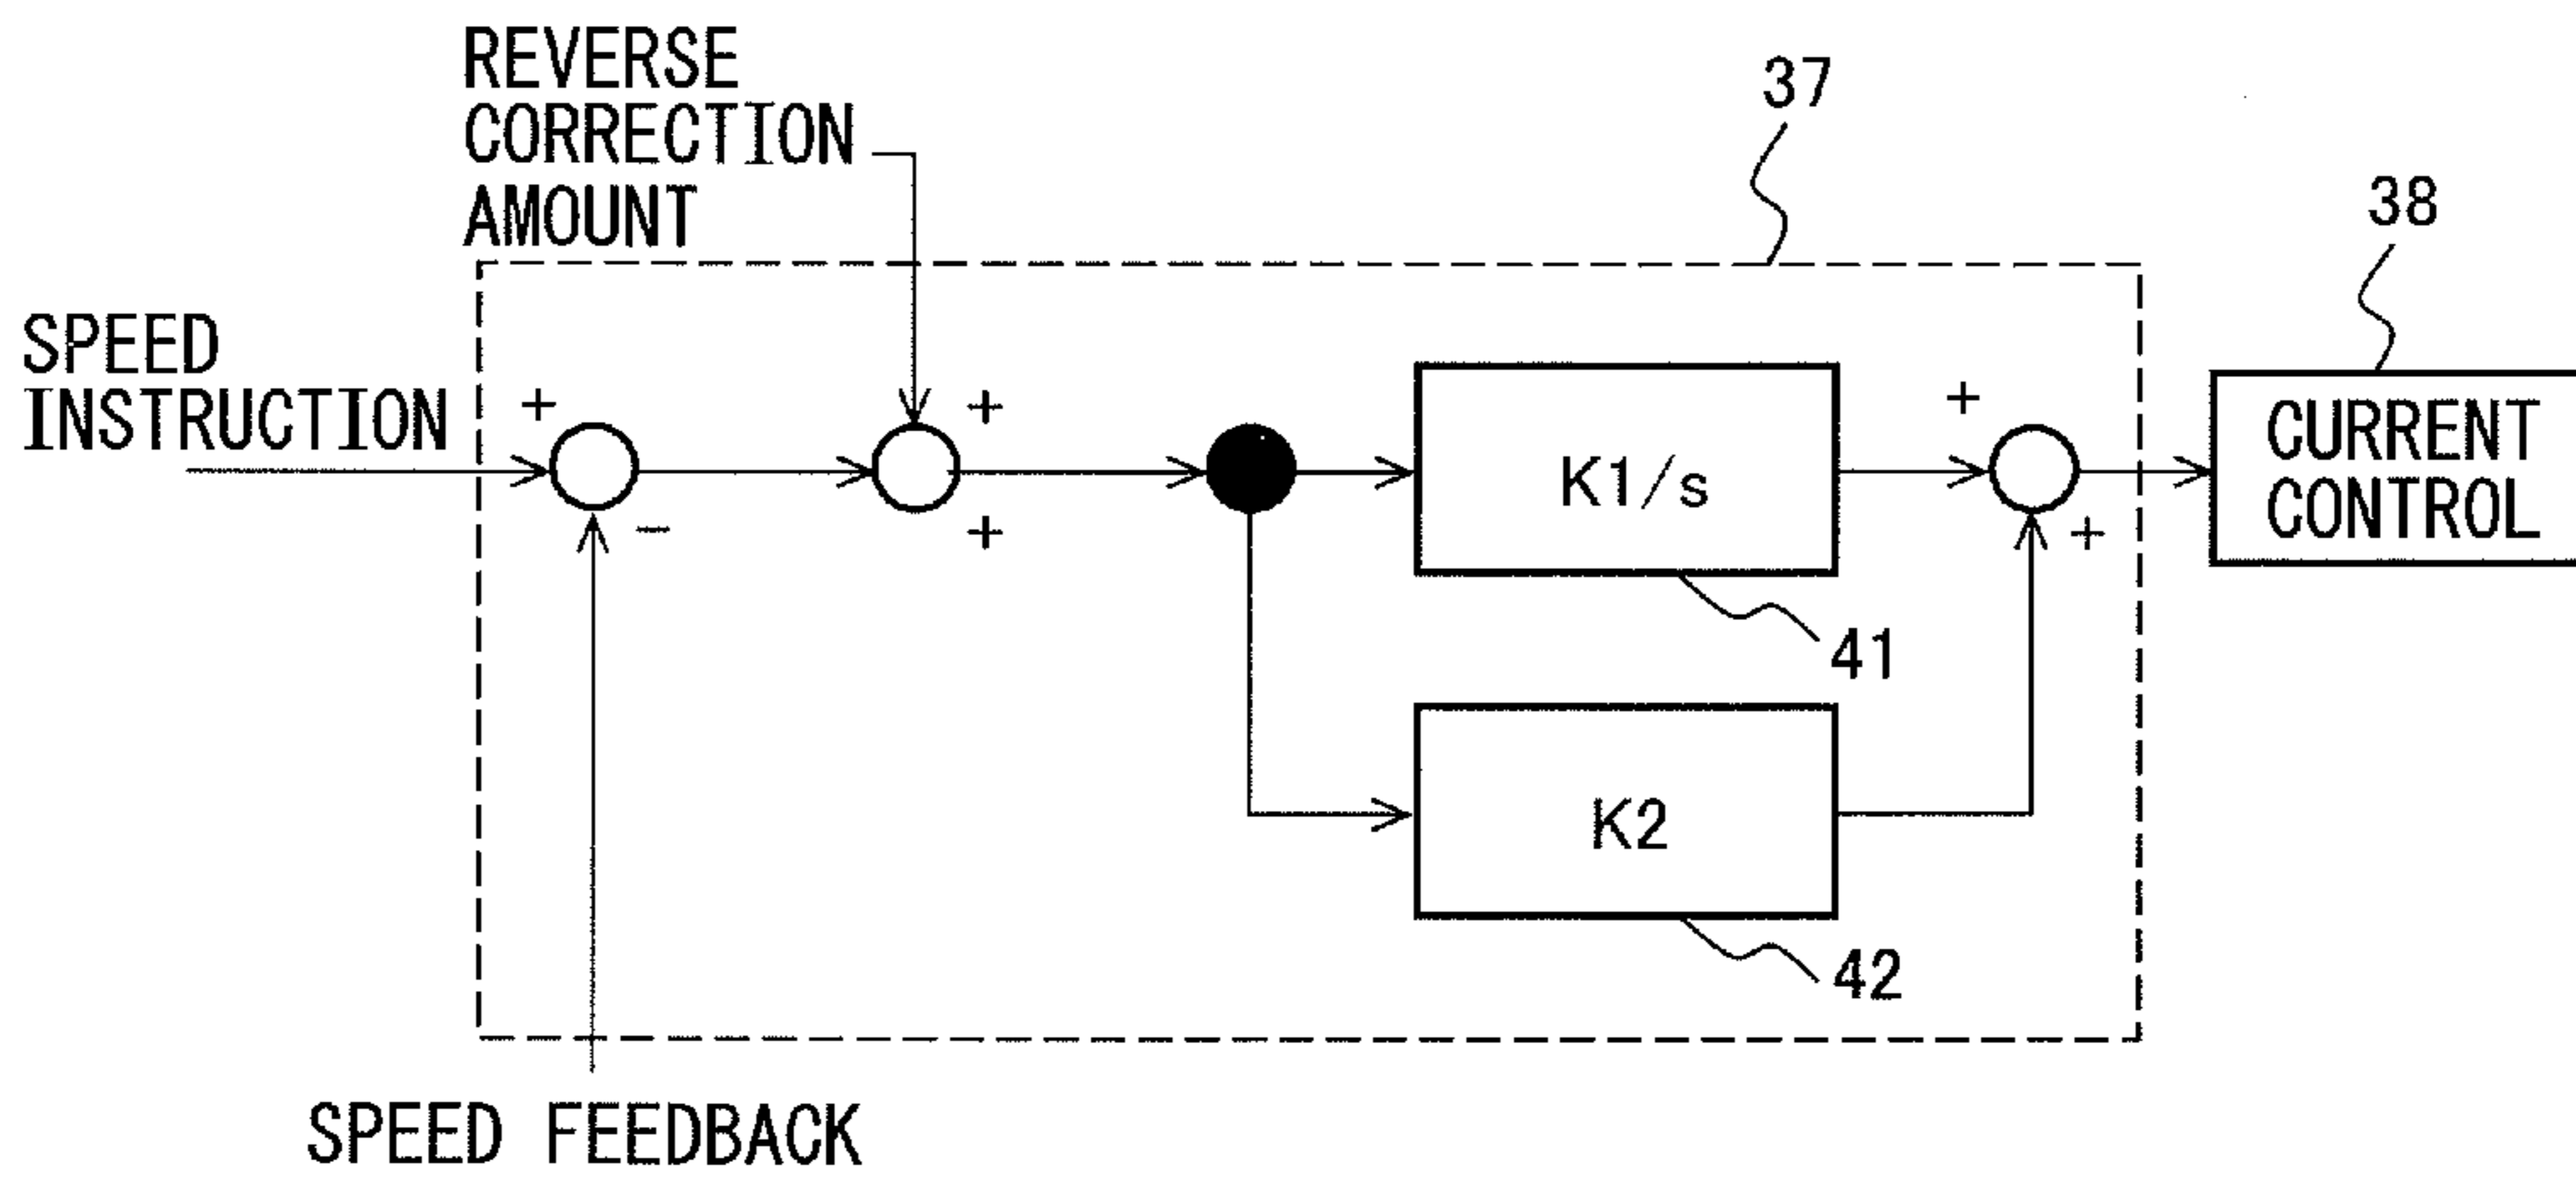 REVERSE
CORRECTION
AMOUNT
37
38
SPEED
INSTRUCTION
+
+
+
-
+
+
K1/s
CURRENT
CONTROL
41
K2
42
SPEED FEEDBACK